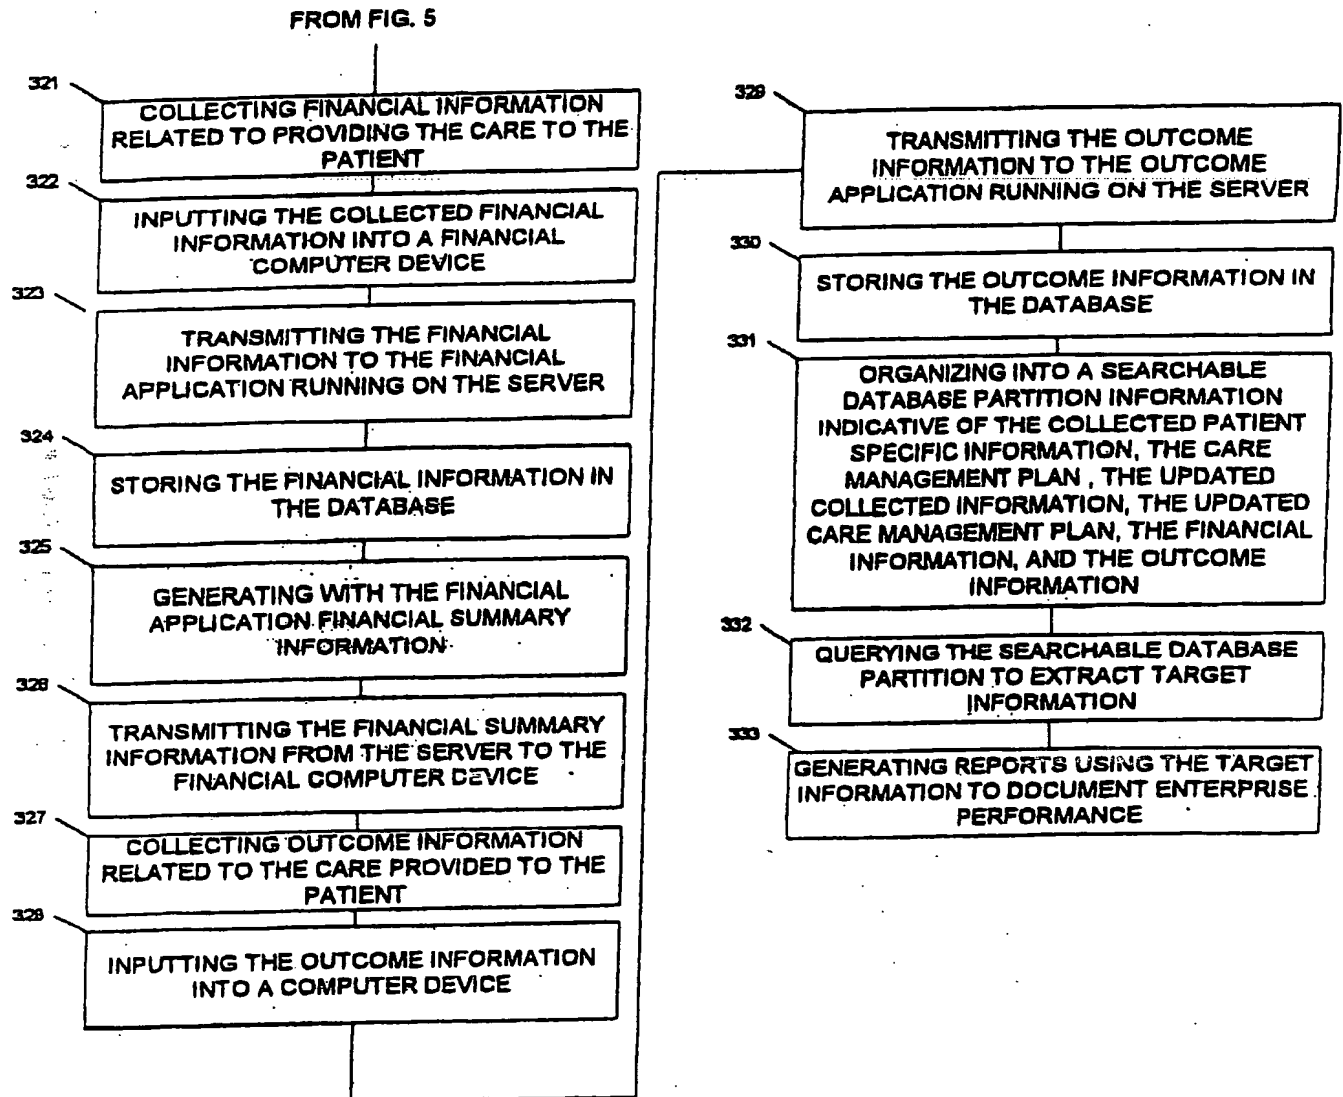 FROM FIG. 5
321
COLLECTING FINANCIAL INFORMATION
RELATED TO PROVIDING THE CARE TO THE
PATIENT
322
INPUTTING THE COLLECTED FINANCIAL
INFORMATION INTO A FINANCIAL
COMPUTER DEVICE
323
TRANSMITTING THE FINANCIAL
INFORMATION TO THE FINANCIAL
APPLICATION RUNNING ON THE SERVER
324
STORING THE FINANCIAL INFORMATION IN
THE DATABASE
325
GENERATING WITH THE FINANCIAL
APPLICATION FINANCIAL SUMMARY
INFORMATION
326
TRANSMITTING THE FINANCIAL SUMMARY
INFORMATION FROM THE SERVER TO THE
FINANCIAL COMPUTER DEVICE
327
COLLECTING OUTCOME INFORMATION
RELATED TO THE CARE PROVIDED TO THE
PATIENT
328
INPUTTING THE OUTCOME INFORMATION
INTO A COMPUTER DEVICE
329
TRANSMITTING THE OUTCOME
INFORMATION TO THE OUTCOME
APPLICATION RUNNING ON THE SERVER
330
STORING THE OUTCOME INFORMATION IN
THE DATABASE
331
ORGANIZING INTO A SEARCHABLE
DATABASE PARTITION INFORMATION
INDICATIVE OF THE COLLECTED PATIENT
SPECIFIC INFORMATION, THE CARE
MANAGEMENT PLAN , THE UPDATED
COLLECTED INFORMATION, THE UPDATED
CARE MANAGEMENT PLAN, THE FINANCIAL
INFORMATION, AND THE OUTCOME
INFORMATION
332
QUERYING THE SEARCHABLE DATABASE
PARTITION TO EXTRACT TARGET
INFORMATION
333
GENERATING REPORTS USING THE TARGET
INFORMATION TO DOCUMENT ENTERPRISE
PERFORMANCE